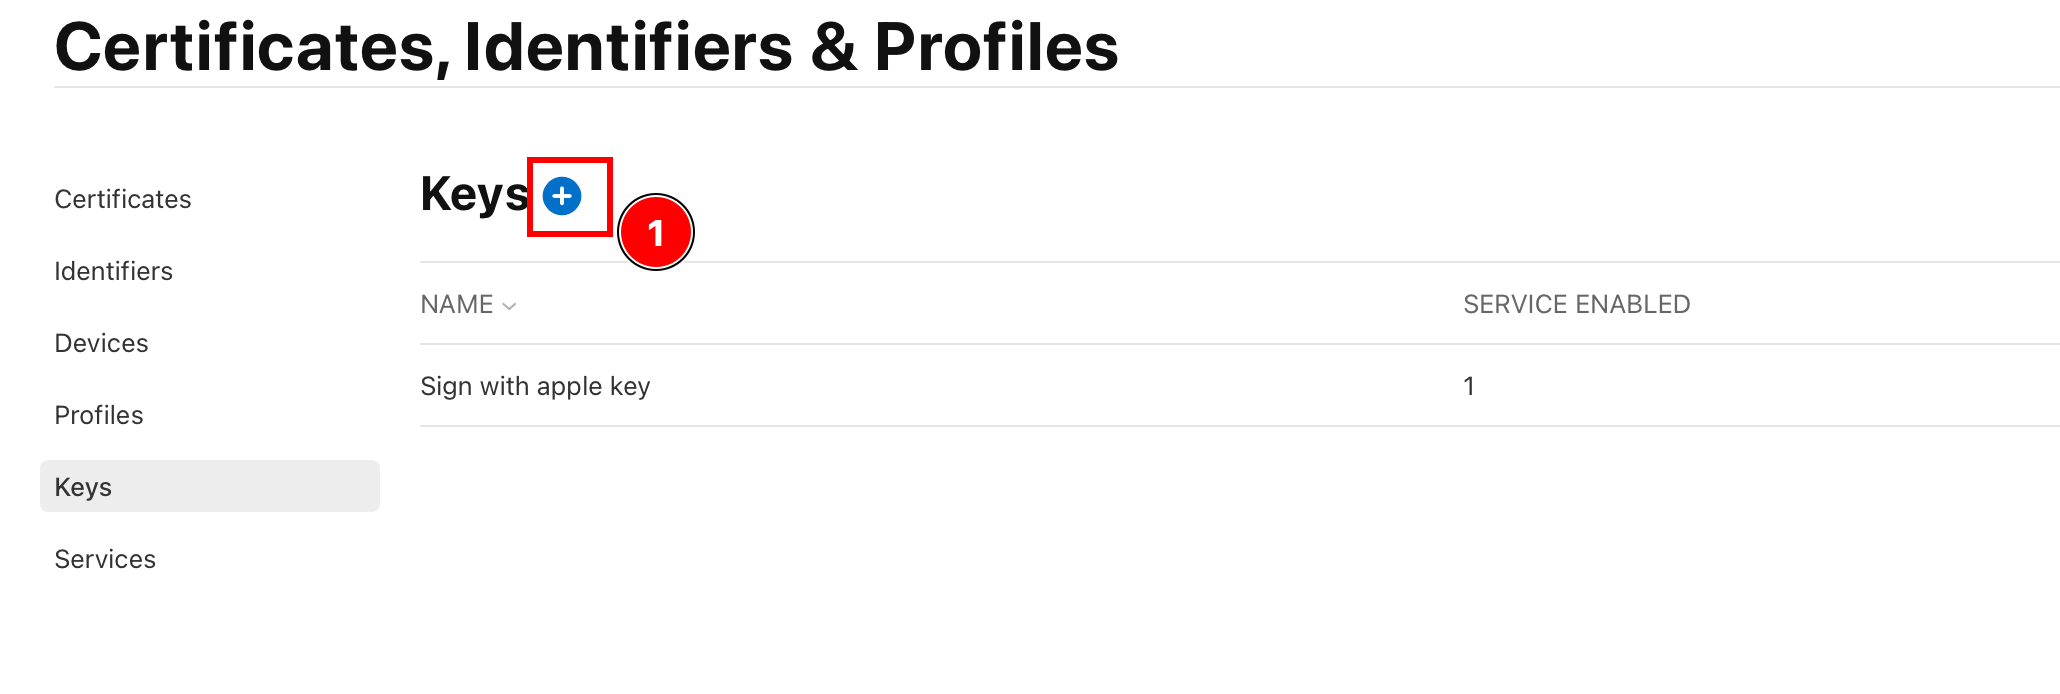 Certificates, Identifiers & Profiles
Certificates
Identifiers
Devices
Profiles
Keys
Services
Keys
1
NAME
SERVICE ENABLED
Sign with apple key
1